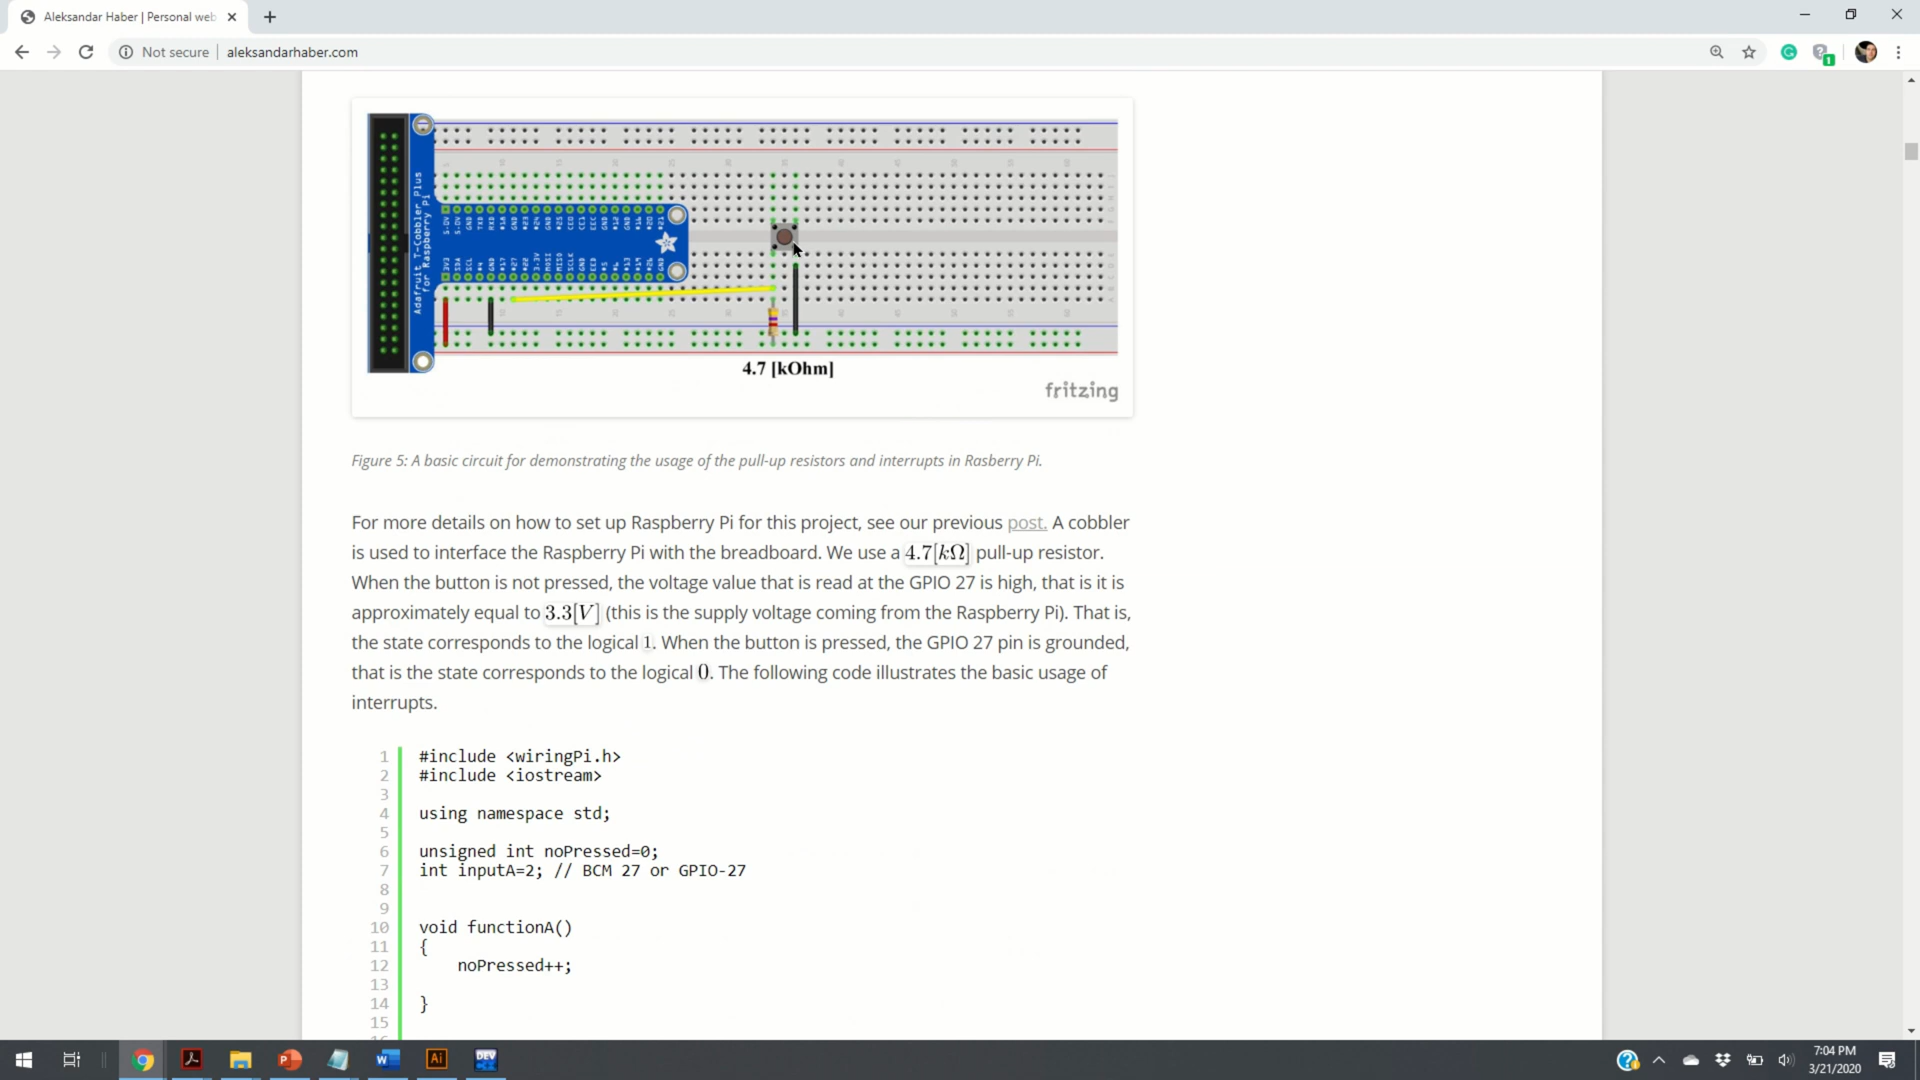 Aleksandar Haber | Personal web
Not secure
aleksandarhaber.com
1
Adafruit T-Cobbler Plus
for Raspberry Pi
4.7 [kOhm]
fritzing
Figure 5: A basic circuit for demonstrating the usage of the pull-up resistors and interrupts in Rasberry Pi.
For more details on how to set up Raspberry Pi for this project, see our previous post. A cobbler
is used to interface the Raspberry Pi with the breadboard. We use a 4.7[kΩ] pull-up resistor.
When the button is not pressed, the voltage value that is read at the GPIO 27 is high, that is it is
approximately equal to 3.3[V] (this is the supply voltage coming from the Raspberry Pi). That is,
the state corresponds to the logical 1. When the button is pressed, the GPIO 27 pin is grounded,
that is the state corresponds to the logical 0. The following code illustrates the basic usage of
interrupts.
1 #include <wiringPi.h>
2 #include <iostream>
3
4 using namespace std;
5
6 unsigned int noPressed=0;
7 int inputA=2; // BCM 27 or GPIO-27
8
9
10 void functionA()
11 {
12 noPressed++;
13
14 }
15
7:04 PM
3/21/2020